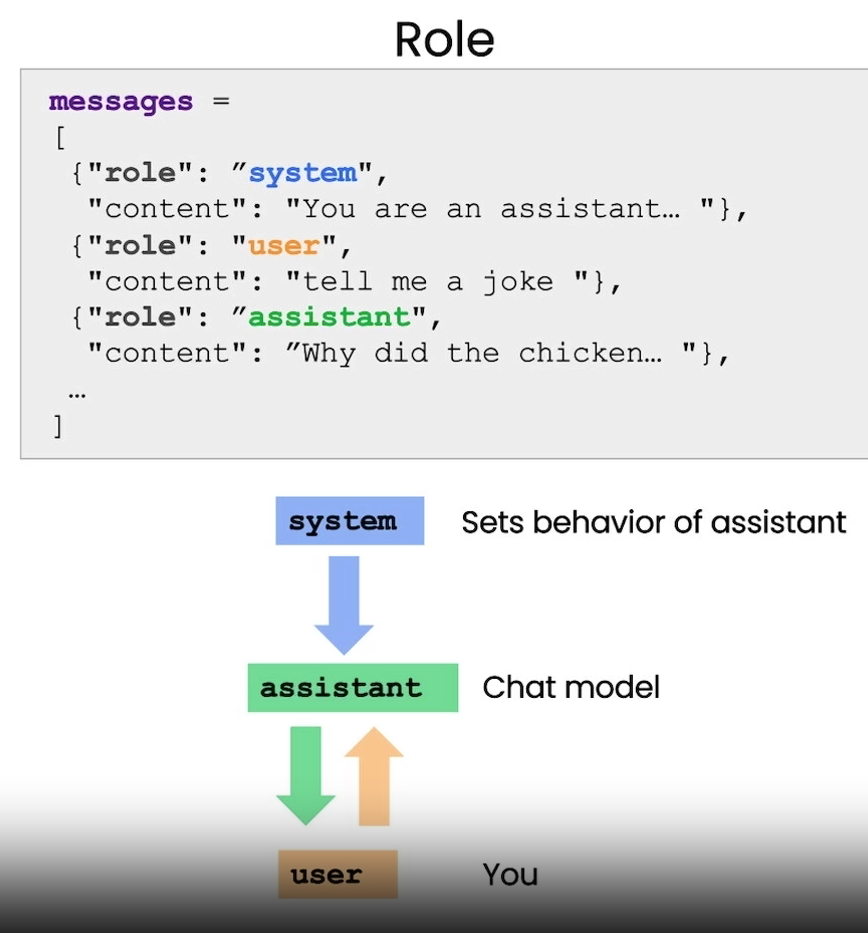 Role
messages =
[
{"role": ”system",
"content": "You are an assistant… "},
{"role": "user",
"content": "tell me a joke "},
{"role": ”assistant",
"content": ”Why did the chicken… "},
…
]
system Sets behavior of assistant
assistant Chat model
user You